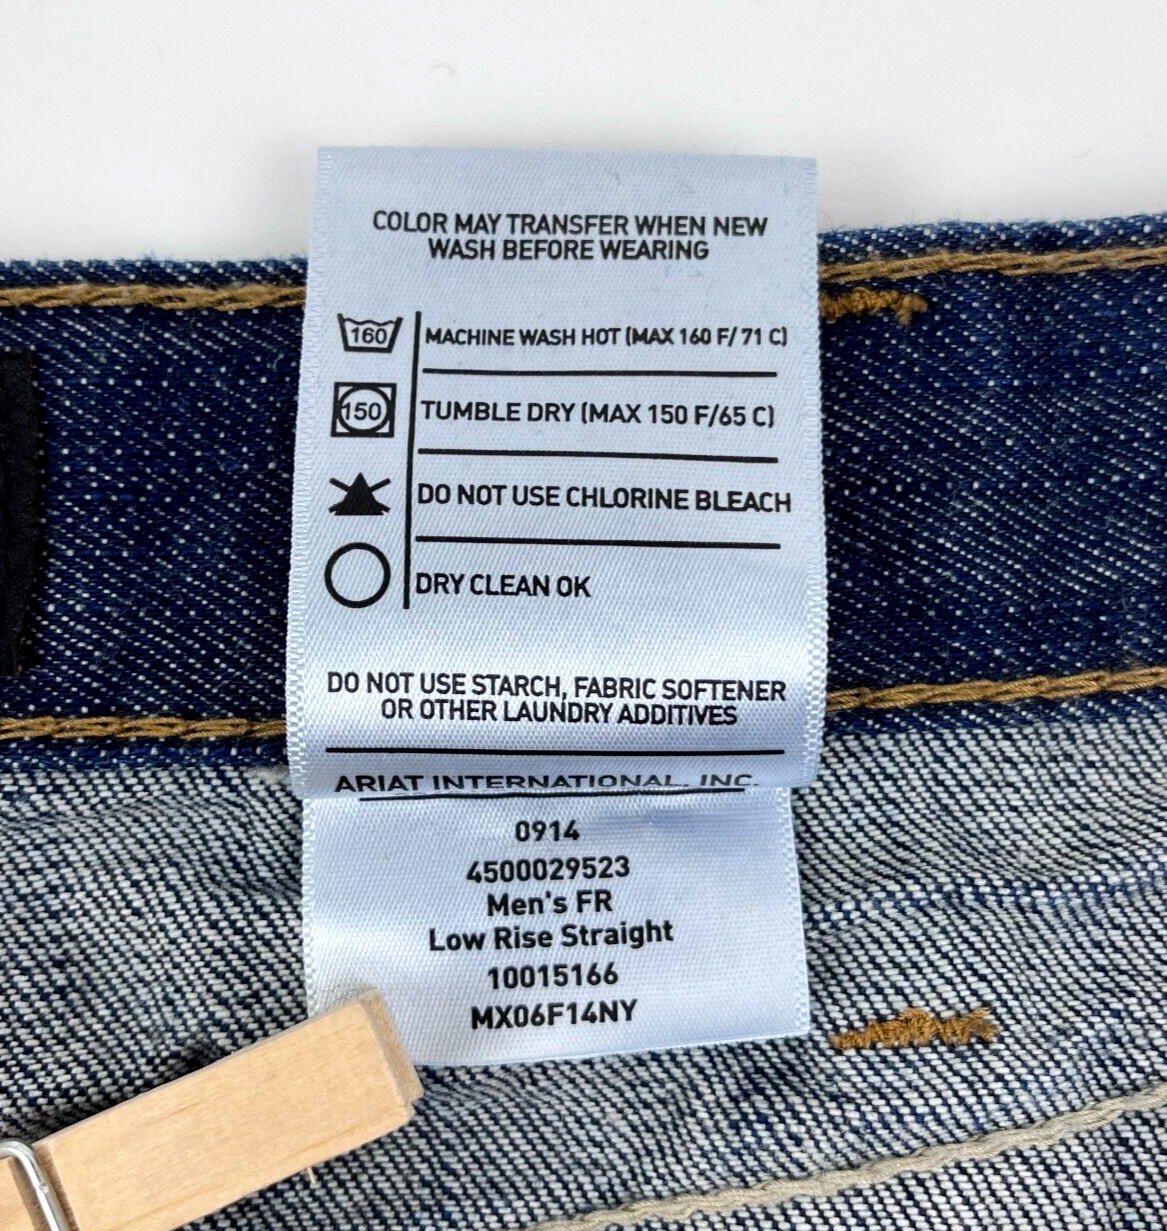 COLOR MAY TRANSFER WHEN NEW
WASH BEFORE WEARING
160 MACHINE WASH HOT (MAX 160 F/ 71 C)
150 TUMBLE DRY (MAX 150 F/65 C)
DO NOT USE CHLORINE BLEACH
DRY CLEAN OK
DO NOT USE STARCH, FABRIC SOFTENER
OR OTHER LAUNDRY ADDITIVES
ARIAT INTERNATIONAL, INC.
0914
4500029523
Men's FR
Low Rise Straight
10015166
MX06F14NY